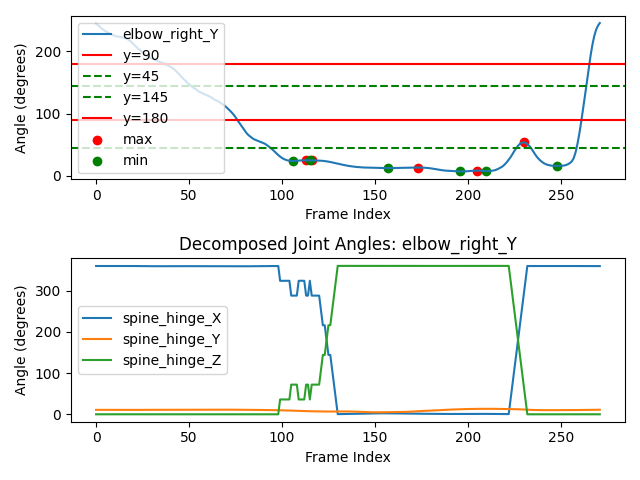 200
100
0
Angle (degrees)
elbow_right_Y
y=90
y=45
y=145
y=180
max
min
0 50 100 150 200 250
Frame Index
Decomposed Joint Angles: elbow_right_Y
300
200
100
0
Angle (degrees)
spine_hinge_X
spine_hinge_Y
spine_hinge_Z
0 50 100 150 200 250
Frame Index